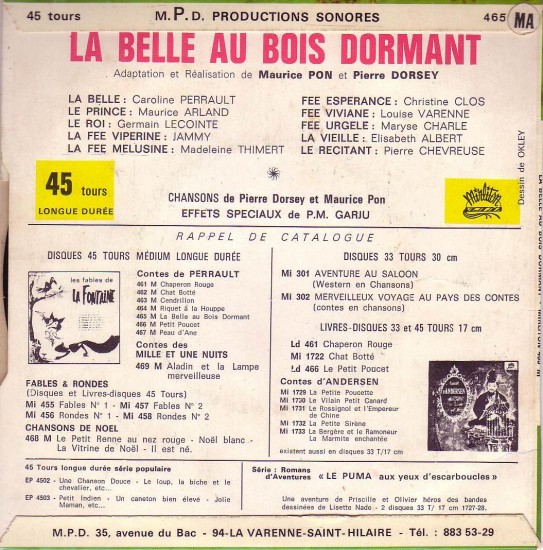 45 tours M.P.D. PRODUCTIONS SONORES 465 MA
LA BELLE AU BOIS DORMANT
Adaptation et Réalisation de Maurice PON et Pierre DORSEY
LA BELLE : Caroline PERRAULT
LE PRINCE : Maurice ARLAND
LE ROI : Germain LECOINTE
LA FEE VIPERINE : JAMMY
LA FEE MELUSINE : Madeleine THIMERT
FEE ESPERANCE : Christine CLOS
FEE VIVIANE : Louise VARENNE
FEE URGELE : Maryse CHARLE
LA VIEILLE : Elisabeth ALBERT
LE RECITANT : Pierre CHEVREUSE
Dessin de OKLEY
45 tours
LONGUE DURÉE
CHANSONS de Pierre Dorsey et Maurice Pon
EFFETS SPECIAUX de P.M. GARJU
mirliton
RAPPEL DE CATALOGUE
DISQUES 45 TOURS MÉDIUM LONGUE DURÉE
les fables de
LA FONTAINE
Contes de PERRAULT
461 M Chaperon Rouge
462 M Chat Botté
463 M Cendrillon
464 M Riquet à la Houppe
465 M La Belle au Bois Dormant
466 M Petit Poucet
467 M Peau d'Ane
Contes des
MILLE ET UNE NUITS
469 M Aladin et la Lampe
merveilleuse
FABLES & RONDES
(Disques et Livres-disques 45 Tours)
Mi 455 Fables N° 1 - Mi 457 Fables N° 2
Mi 456 Rondes N° 1 - Mi 458 Rondes N° 2
CHANSONS DE NOEL
468 M Le Petit Renne au nez rouge - Noël blanc -
La Vitrine de Noël - Il est né.
DISQUES 33 TOURS 30 cm
Mi 301 AVENTURE AU SALOON
(Western en Chansons)
Mi 302 MERVEILLEUX VOYAGE AU PAYS DES CONTES
(contes en chansons)
LIVRES-DISQUES 33 et 45 TOURS 17 cm
Ld 461 Chaperon Rouge
Mi 1722 Chat Botté
Ld 466 Le Petit Poucet
Contes d'ANDERSEN
Mi 1729 La Petite Poucette
Mi 1730 Le Vilain Petit Canard
Mi 1731 Le Rossignol et l'Empereur
de Chine
Mi 1732 La Petite Sirène
Mi 1733 La Bergère et le Ramoneur
La Marmite enchantée
existent aussi en disques 33 T/17 cm
ANDERSEN
45 Tours longue durée série populaire
EP 4502 - Une Chanson Douce - Le loup, la biche et le
chevalier, etc...
EP 4503 - Petit Indien - Un caneton bien élevé - Jolie
Maman, etc...
Série : Romans
d'Aventures « LE PUMA aux yeux d'escarboucles »
Une aventure de Priscille et Olivier héros des bandes
dessinées de Lisette Nado - 2 disques 33 T/17 cm 1727-28.
M.P.D. 35, avenue du Bac - 94-LA VARENNE-SAINT-HILAIRE - Tél. : 883 53-29